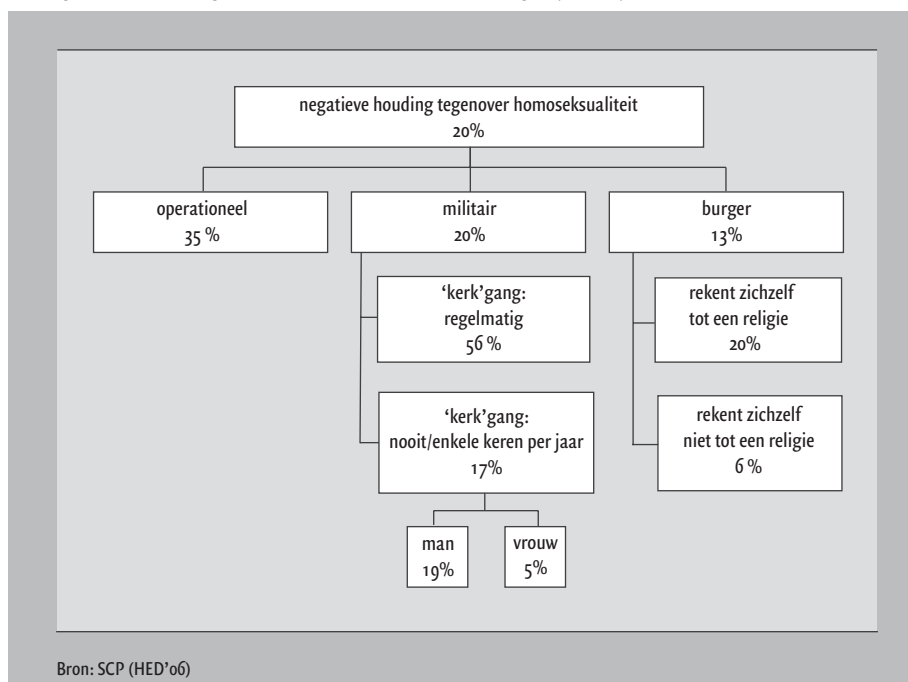 negatieve houding tegenover homoseksualiteit
20%
operationeel
35 %
militair
20%
burger
13%
‘kerk’gang:
regelmatig
56 %
rekent zichzelf
tot een religie
20%
‘kerk’gang:
nooit/enkele keren per jaar
17%
rekent zichzelf
niet tot een religie
6 %
man
19%
vrouw
5%
Bron: SCP (HED’06)